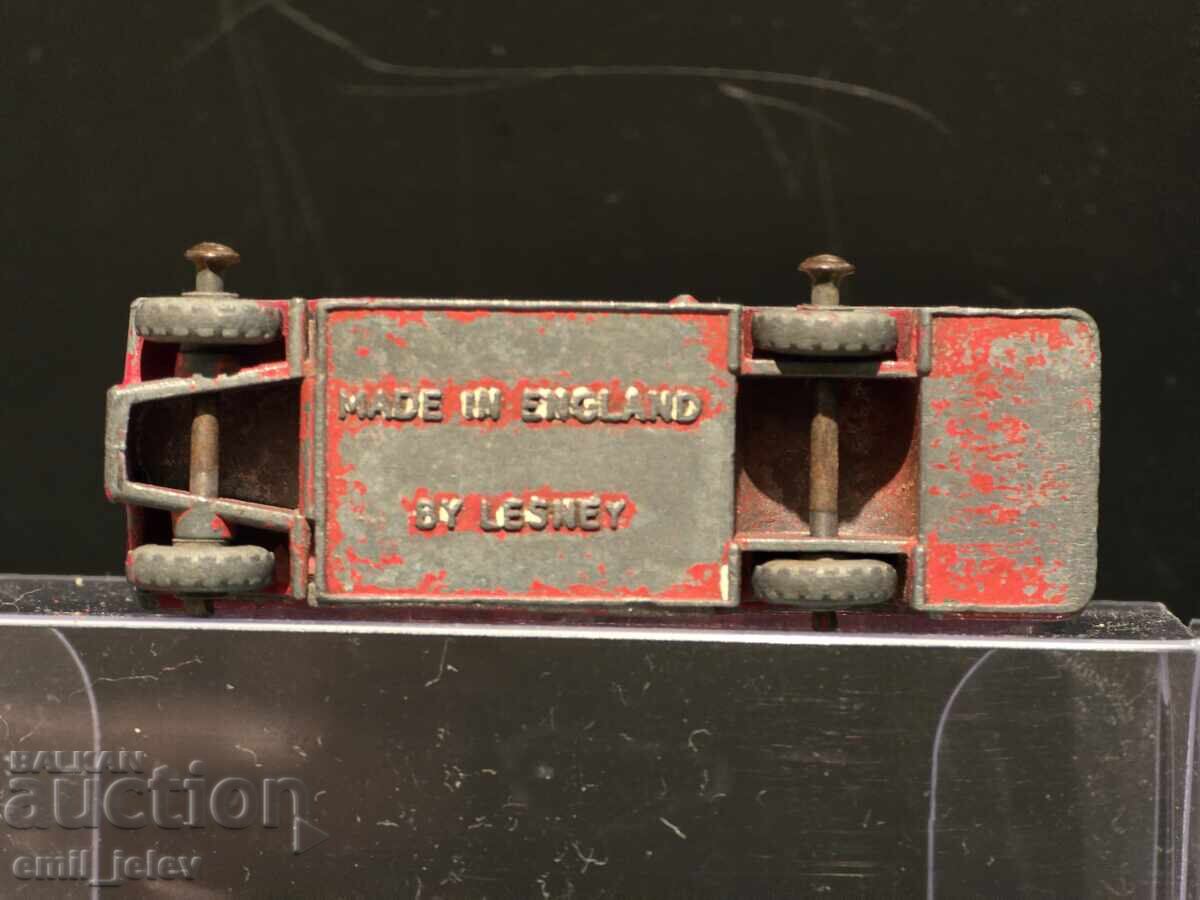 MADE IN ENGLAND
BY LESNEY
BALKAN
auction
emil_jelev